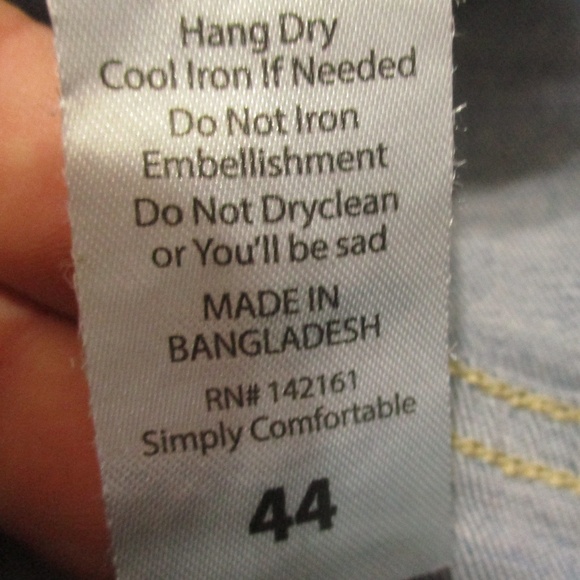 Hang Dry
Cool Iron If Needed
Do Not Iron
Embellishment
Do Not Dryclean
or You'll be sad
MADE IN
BANGLADESH
RN# 142161
Simply Comfortable
44